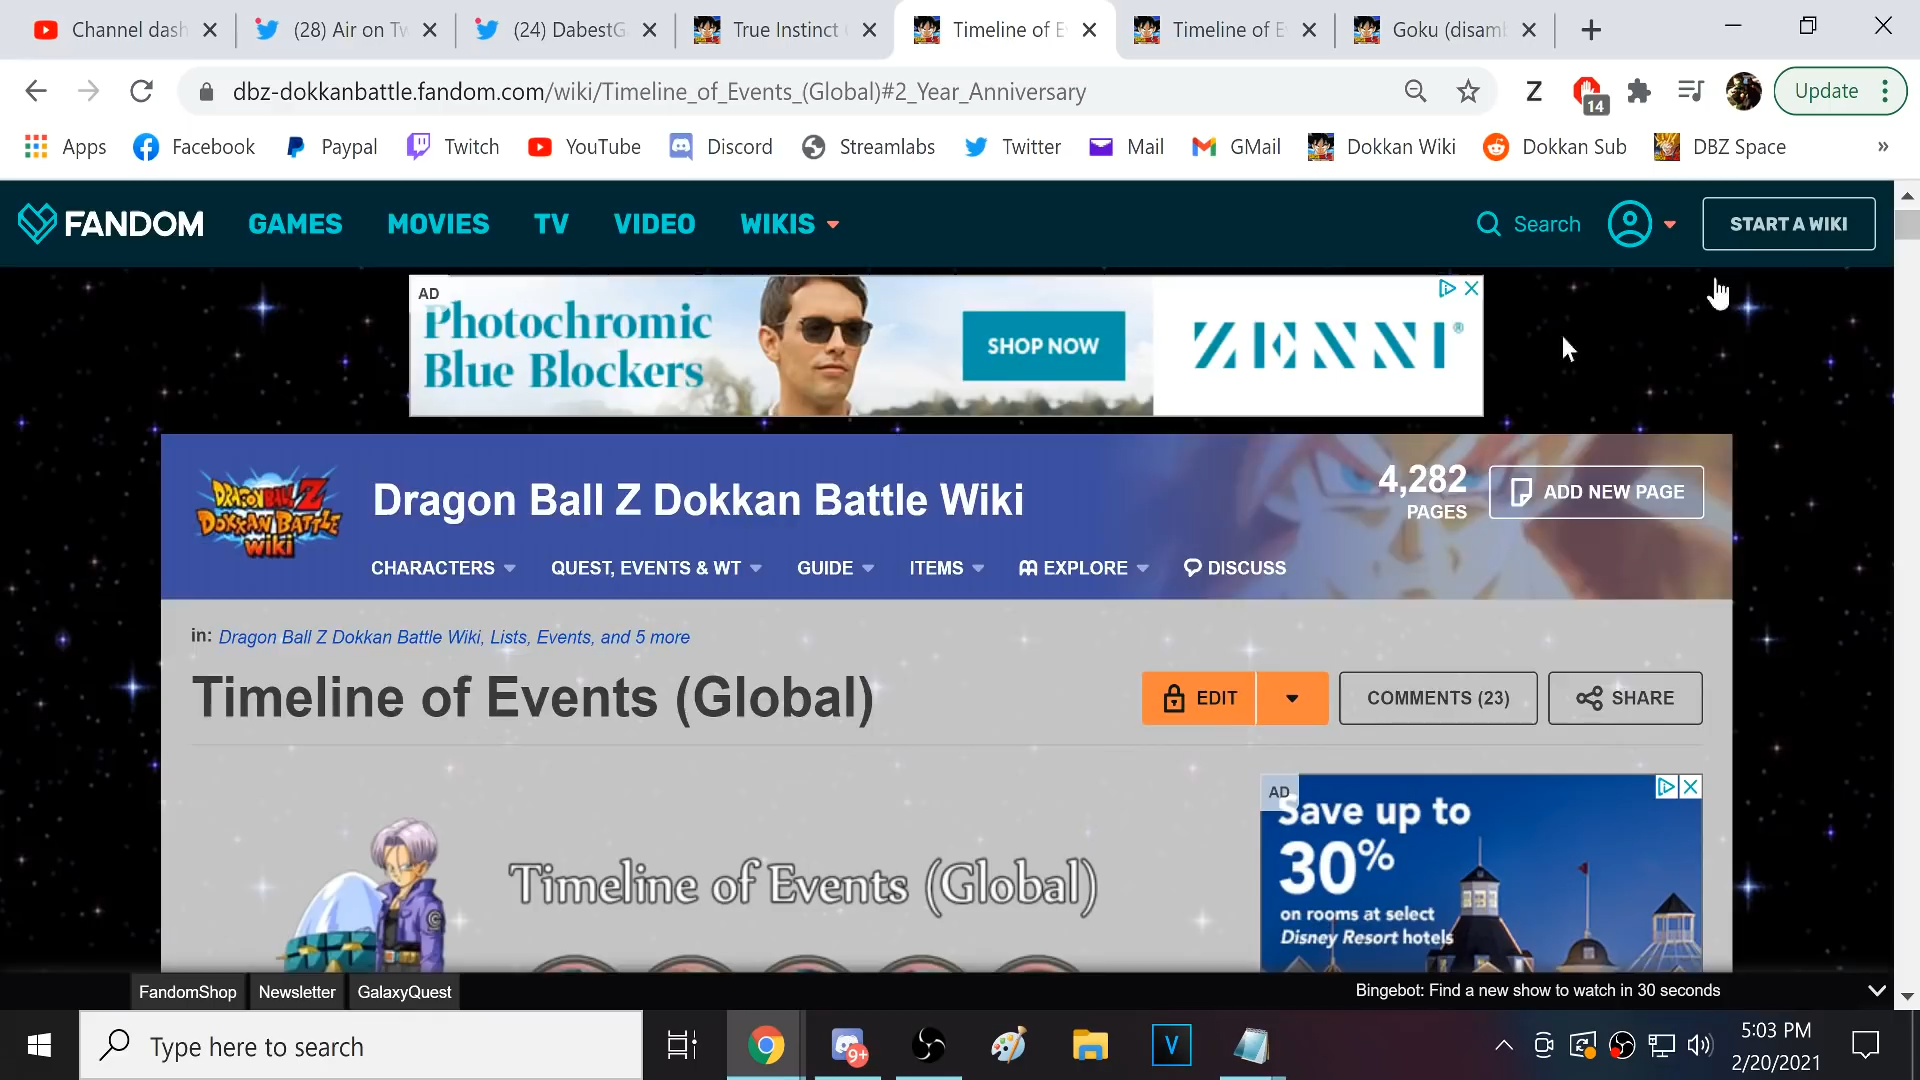 Channel dash
(28) Air on Tw
(24) DabestG
True Instinct
Timeline of E
Timeline of E
Goku (disamb
dbz-dokkanbattle.fandom.com/wiki/Timeline_of_Events_(Global)#2_Year_Anniversary
Z
14
Update
Apps
Facebook
Paypal
Twitch
YouTube
Discord
Streamlabs
Twitter
Mail
GMail
Dokkan Wiki
Dokkan Sub
DBZ Space
»
FANDOM
GAMES
MOVIES
TV
VIDEO
WIKIS
Search
START A WIKI
AD
Photochromic
Blue Blockers
SHOP NOW
ZENNI®
DRAGON BALL Z
DOKKAN BATTLE
Wiki
Dragon Ball Z Dokkan Battle Wiki
4,282
PAGES
ADD NEW PAGE
CHARACTERS
QUEST, EVENTS & WT
GUIDE
ITEMS
EXPLORE
DISCUSS
in: Dragon Ball Z Dokkan Battle Wiki, Lists, Events, and 5 more
Timeline of Events (Global)
EDIT
COMMENTS (23)
SHARE
Timeline of Events (Global)
AD
Save up to
30%
on rooms at select
Disney Resort hotels
FandomShop
Newsletter
GalaxyQuest
Bingebot: Find a new show to watch in 30 seconds
Type here to search
9+
V
5:03 PM
2/20/2021